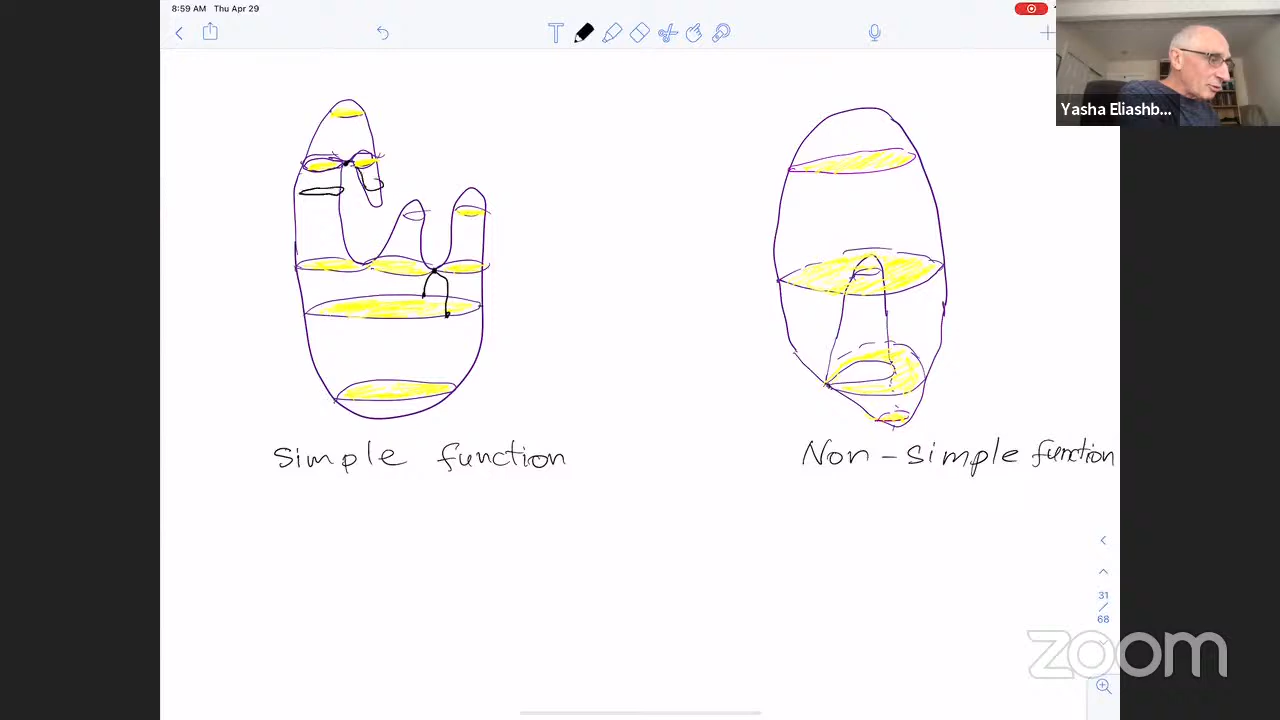 8:59 AM Thu Apr 29
Yasha Eliashb...
Simple function
Non-simple function
31
/
68
zoom